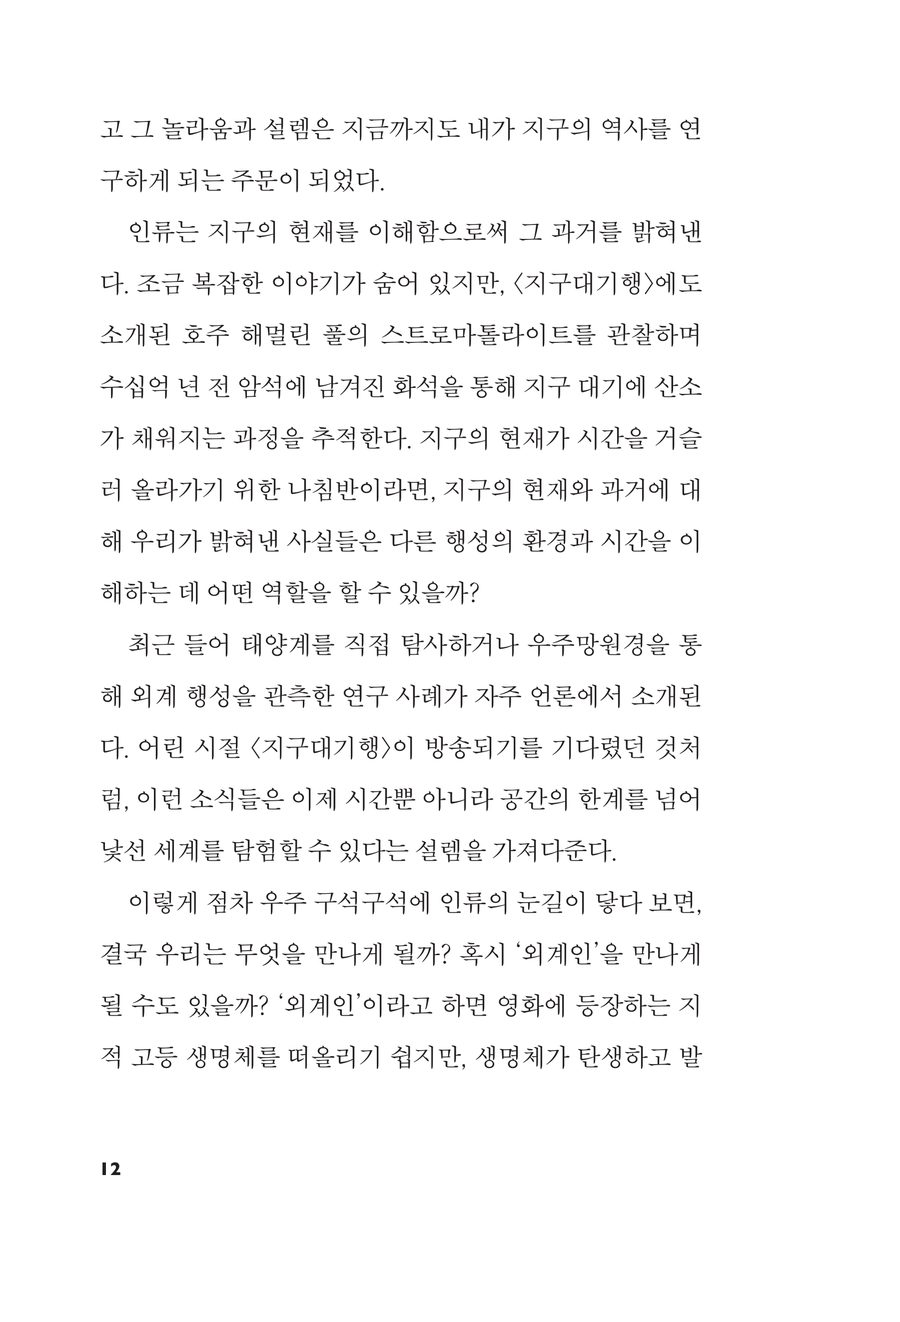 고 그 놀라움과 설렘은 지금까지도 내가 지구의 역사를 연
구하게 되는 주문이 되었다.
인류는 지구의 현재를 이해함으로써 그 과거를 밝혀낸
다. 조금 복잡한 이야기가 숨어 있지만, 〈지구대기행〉에도
소개된 호주 해멀린 풀의 스트로마톨라이트를 관찰하며
수십억 년 전 암석에 남겨진 화석을 통해 지구 대기에 산소
가 채워지는 과정을 추적한다. 지구의 현재가 시간을 거슬
러 올라가기 위한 나침반이라면, 지구의 현재와 과거에 대
해 우리가 밝혀낸 사실들은 다른 행성의 환경과 시간을 이
해하는 데 어떤 역할을 할 수 있을까?
최근 들어 태양계를 직접 탐사하거나 우주망원경을 통
해 외계 행성을 관측한 연구 사례가 자주 언론에서 소개된
다. 어린 시절 〈지구대기행〉이 방송되기를 기다렸던 것처
럼, 이런 소식들은 이제 시간뿐 아니라 공간의 한계를 넘어
낯선 세계를 탐험할 수 있다는 설렘을 가져다준다.
이렇게 점차 우주 구석구석에 인류의 눈길이 닿다 보면,
결국 우리는 무엇을 만나게 될까? 혹시 ‘외계인’을 만나게
될 수도 있을까? ‘외계인’이라고 하면 영화에 등장하는 지
적 고등 생명체를 떠올리기 쉽지만, 생명체가 탄생하고 발
12